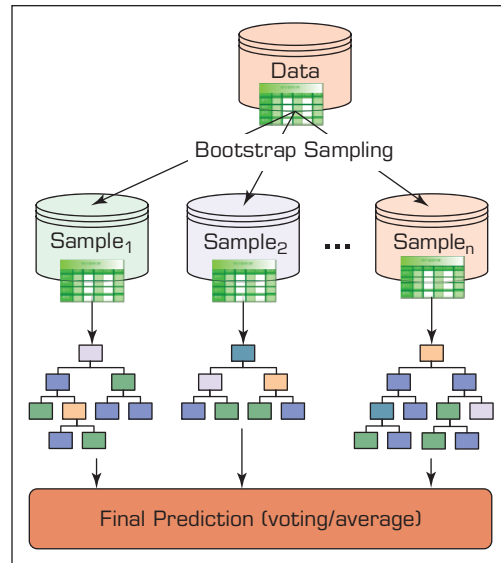 Data
Bootstrap Sampling
Sample₁
Sample₂
...
Sampleₙ
Final Prediction (voting/average)